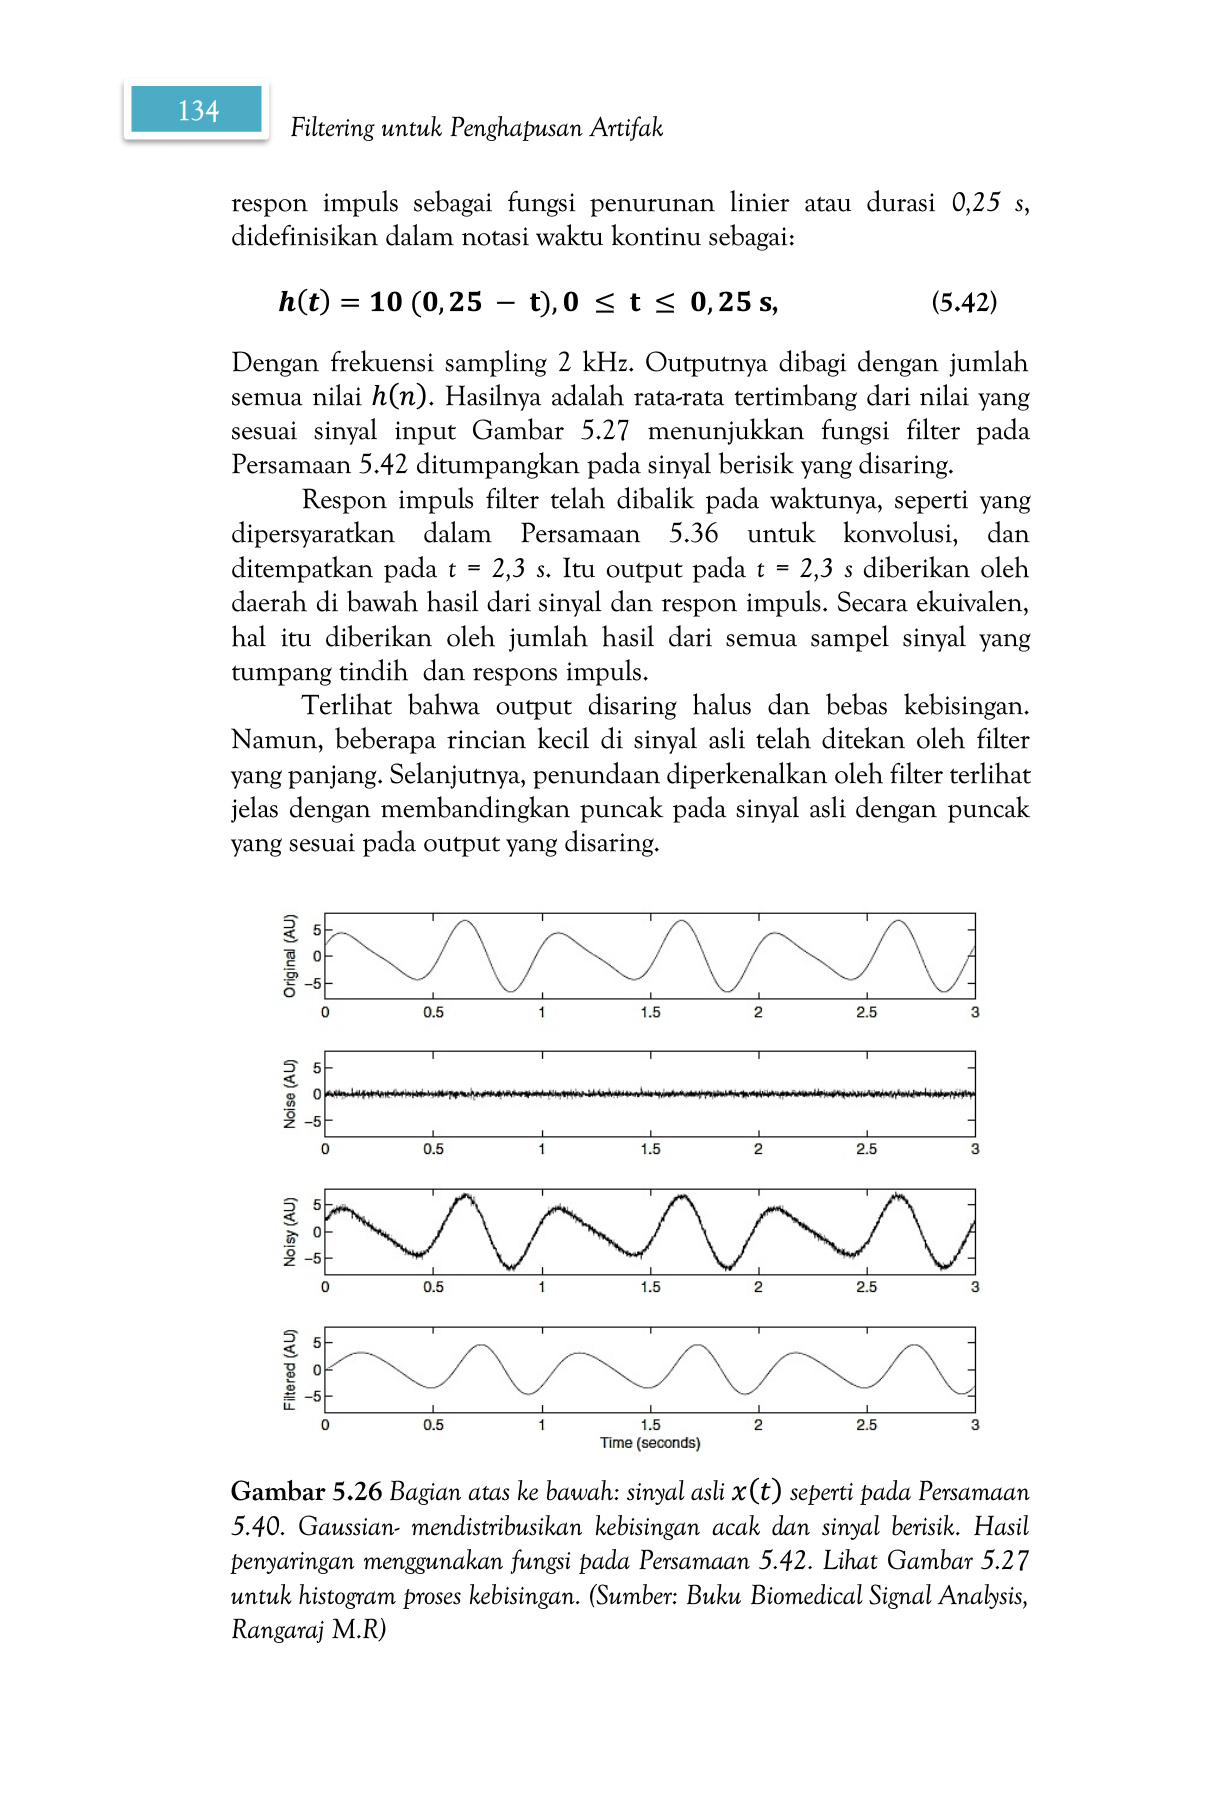 134
Filtering untuk Penghapusan Artifak
respon impuls sebagai fungsi penurunan linier atau durasi 0,25 s,
didefinisikan dalam notasi waktu kontinu sebagai:
h(t) = 10 (0,25 − t), 0 ≤ t ≤ 0,25 s, (5.42)
Dengan frekuensi sampling 2 kHz. Outputnya dibagi dengan jumlah
semua nilai h(n). Hasilnya adalah rata-rata tertimbang dari nilai yang
sesuai sinyal input Gambar 5.27 menunjukkan fungsi filter pada
Persamaan 5.42 ditumpangkan pada sinyal berisik yang disaring.
Respon impuls filter telah dibalik pada waktunya, seperti yang
dipersyaratkan dalam Persamaan 5.36 untuk konvolusi, dan
ditempatkan pada t = 2,3 s. Itu output pada t = 2,3 s diberikan oleh
daerah di bawah hasil dari sinyal dan respon impuls. Secara ekuivalen,
hal itu diberikan oleh jumlah hasil dari semua sampel sinyal yang
tumpang tindih dan respons impuls.
Terlihat bahwa output disaring halus dan bebas kebisingan.
Namun, beberapa rincian kecil di sinyal asli telah ditekan oleh filter
yang panjang. Selanjutnya, penundaan diperkenalkan oleh filter terlihat
jelas dengan membandingkan puncak pada sinyal asli dengan puncak
yang sesuai pada output yang disaring.
Original (AU)
5
0
−5
0 0.5 1 1.5 2 2.5 3
Noise (AU)
5
0
−5
0 0.5 1 1.5 2 2.5 3
Noisy (AU)
5
0
−5
0 0.5 1 1.5 2 2.5 3
Filtered (AU)
5
0
−5
0 0.5 1 1.5 2 2.5 3
Time (seconds)
Gambar 5.26 Bagian atas ke bawah: sinyal asli x(t) seperti pada Persamaan
5.40. Gaussian- mendistribusikan kebisingan acak dan sinyal berisik. Hasil
penyaringan menggunakan fungsi pada Persamaan 5.42. Lihat Gambar 5.27
untuk histogram proses kebisingan. (Sumber: Buku Biomedical Signal Analysis,
Rangaraj M.R)